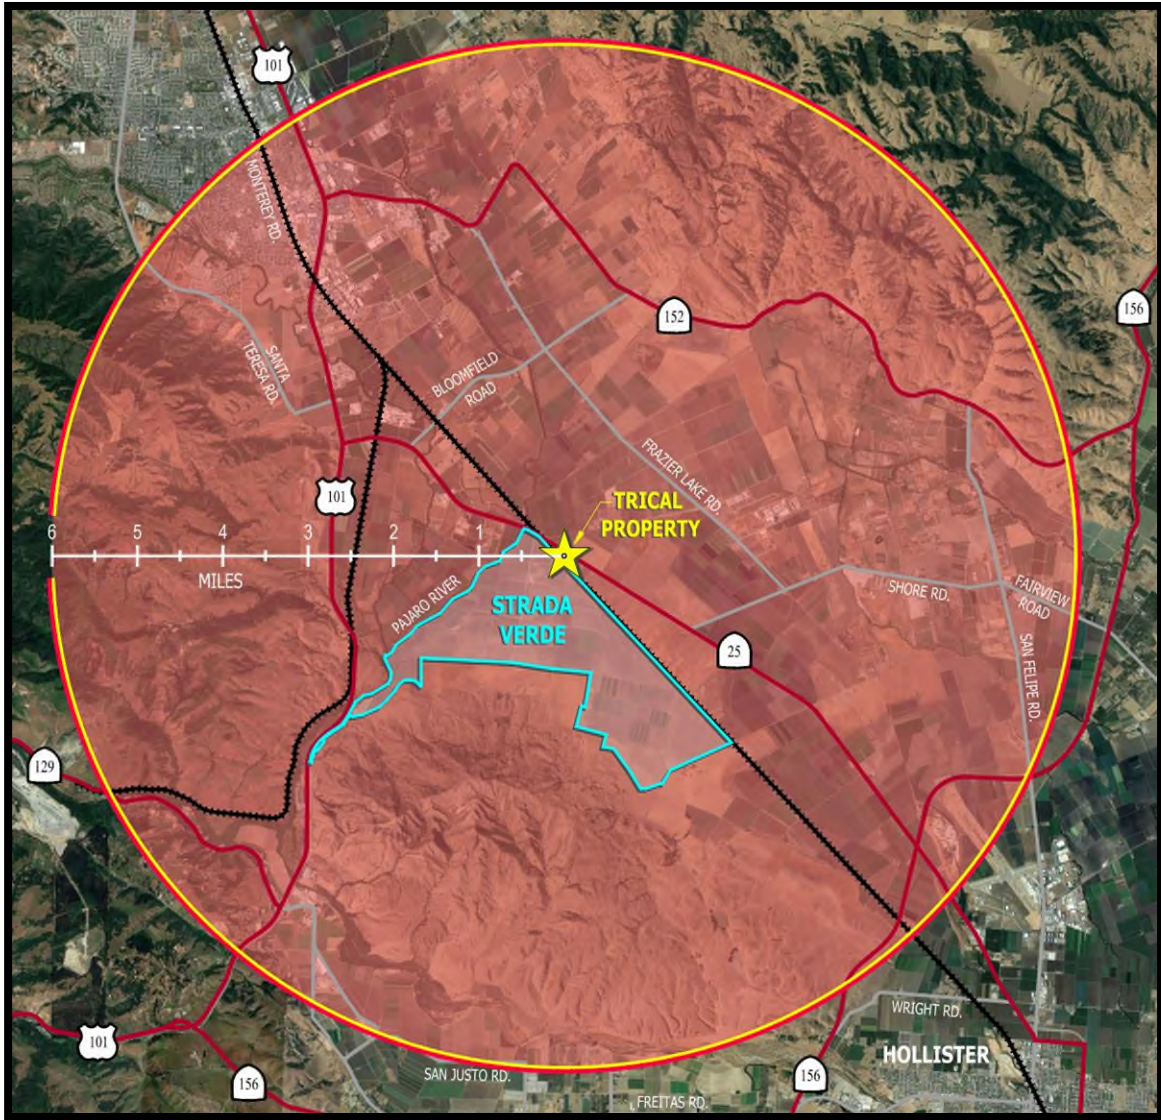 101
MONTEREY RD.
152
156
SANTA
TERESA RD.
BLOOMFIELD
ROAD
FRAZIER LAKE RD.
101
TRICAL
PROPERTY
6 5 4 3 2 1
MILES
PAJARO RIVER
STRADA
VERDE
SHORE RD.
FAIRVIEW
ROAD
25
SAN FELIPE RD.
129
WRIGHT RD.
101
HOLLISTER
156
SAN JUSTO RD.
156
FREITAS RD.